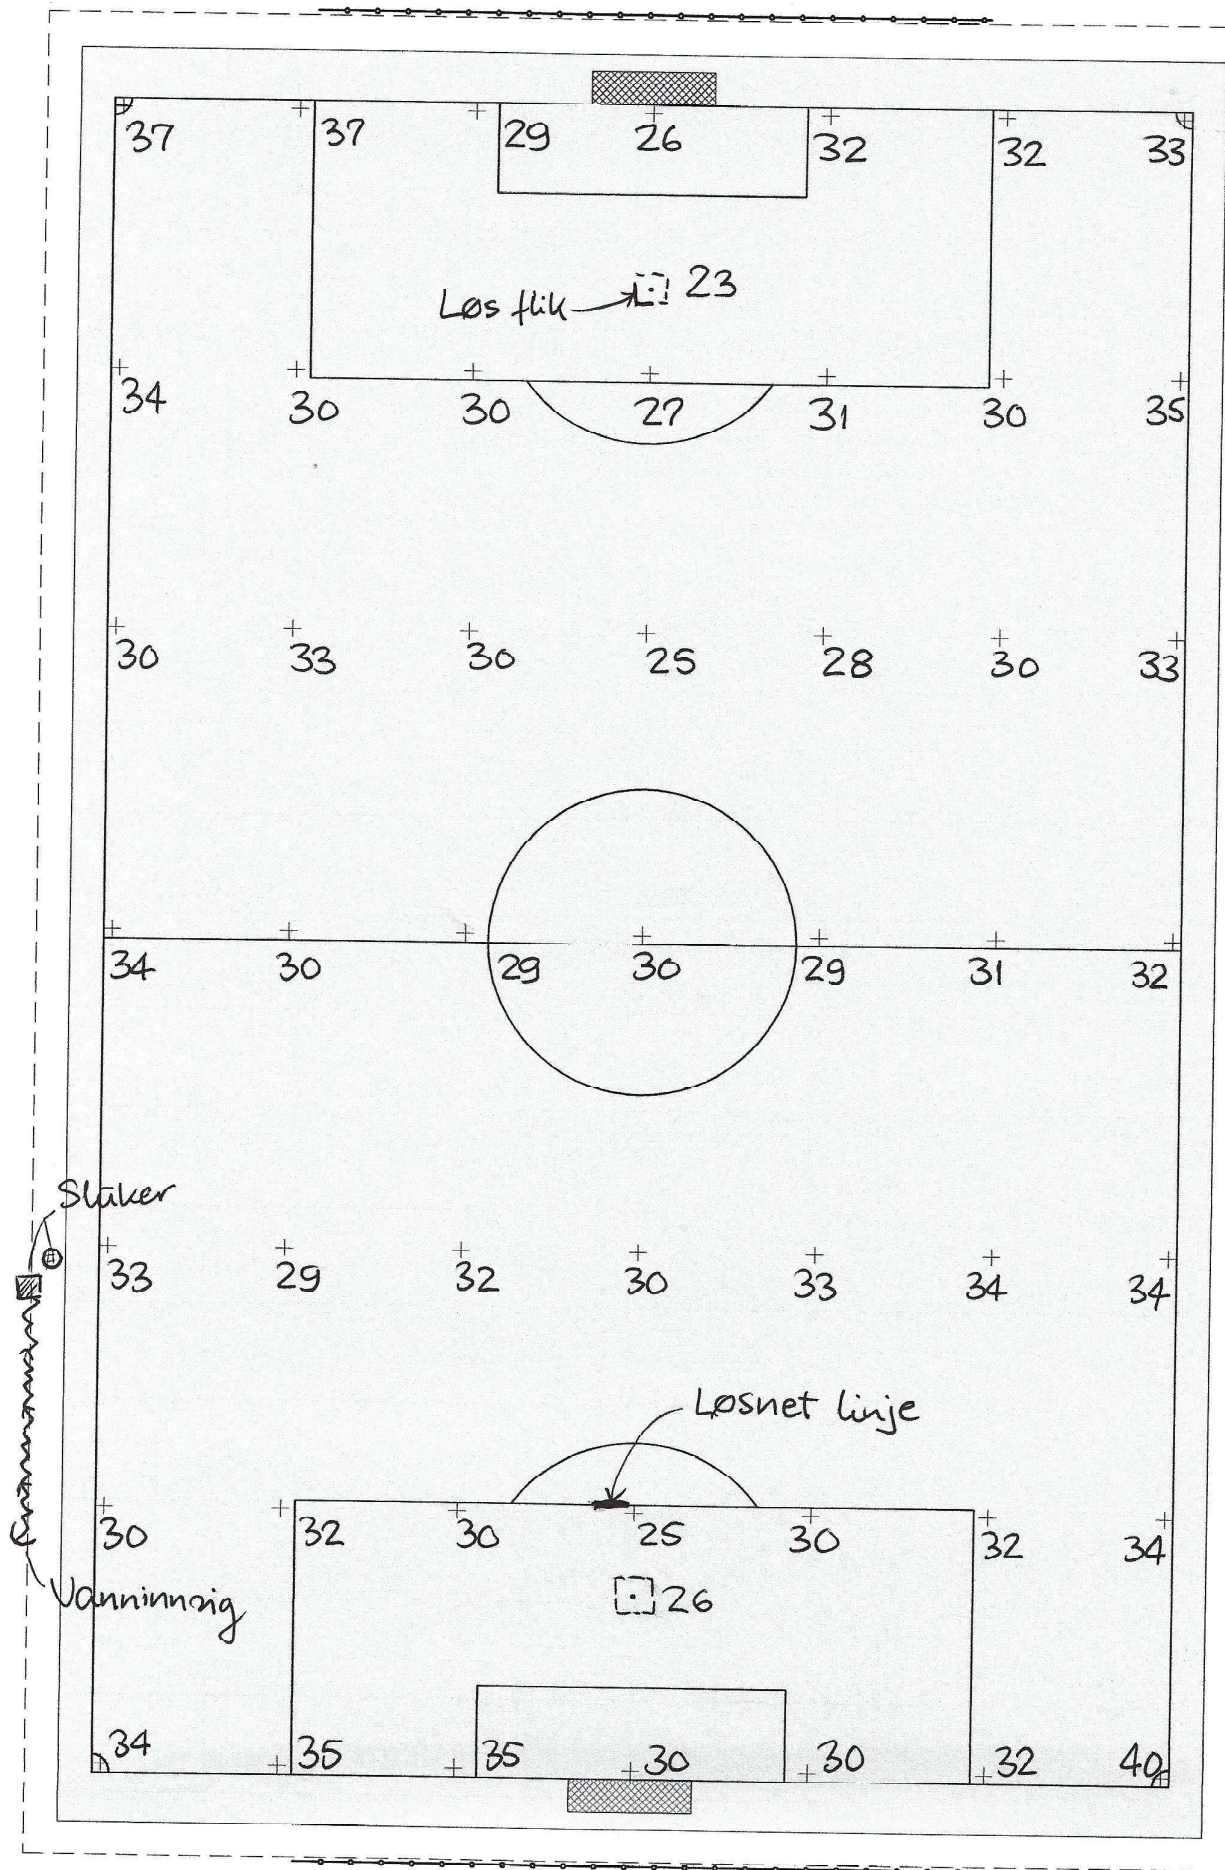 37 37 29 26 32 32 33
Løs flik 23
34 30 30 27 31 30 35
30 33 30 25 28 30 33
34 30 29 30 29 31 32
Sluker
33 29 32 30 33 34 34
Løsnet linje
30 32 30 25 30 32 34
Vanninnsig
26
34 35 35 30 30 32 40